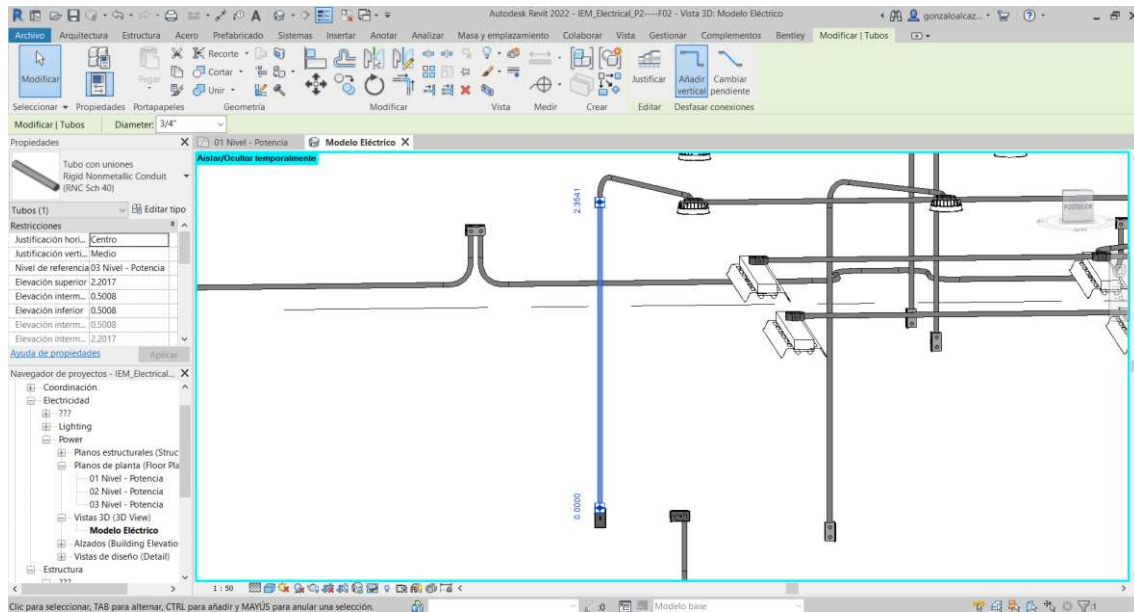 Autodesk Revit 2022 - IEM_Electrical_P2----F02 - Vista 3D: Modelo Eléctrico
gonzaloalcaz...
Archivo Arquitectura Estructura Acero Prefabricado Sistemas Insertar Anotar Analizar Masa y emplazamiento Colaborar Vista Gestionar Complementos Bentley Modificar | Tubos
Modificar
Pegar
Recorte
Cortar
Unir
Justificar
Añadir vertical
Cambiar pendiente
Seleccionar Propiedades Portapapeles Geometría Modificar Vista Medir Crear Editar Desfasar conexiones
Modificar | Tubos Diameter: 3/4"
Propiedades
01 Nivel - Potencia
Modelo Eléctrico
Aislar/Ocultar temporalmente
Tubo con uniones
Rigid Nonmetallic Conduit
(RNC Sch 40)
Tubos (1) Editar tipo
Restricciones
Justificación hori... Centro
Justificación verti... Medio
Nivel de referencia 03 Nivel - Potencia
Elevación superior 2.2017
Elevación interm... 0.5008
Elevación inferior 0.5008
Elevación interm... 0.5008
Elevación interm... 2.2017
Ayuda de propiedades Aplicar
Navegador de proyectos - IEM_Electrical...
Coordinación
Electricidad
???
Lighting
Power
Planos estructurales (Struc
Planos de planta (Floor Pla
01 Nivel - Potencia
02 Nivel - Potencia
03 Nivel - Potencia
Vistas 3D (3D View)
Modelo Eléctrico
Alzados (Building Elevatio
Vistas de diseño (Detail)
Estructura
???
2.3541
0.0000
POSTERIOR
1 : 50
Clic para seleccionar, TAB para alternar, CTRL para añadir y MAYÚS para anular una selección.
:0
Modelo base
:1